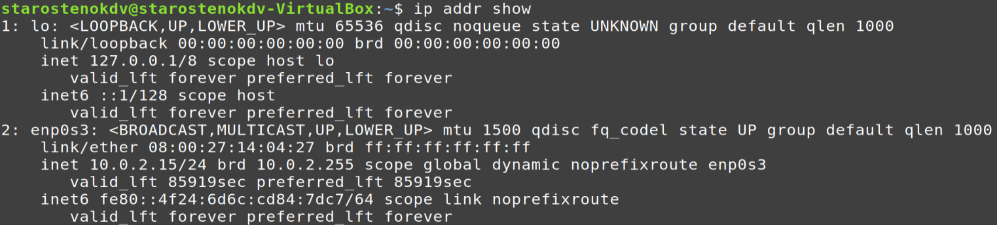 starostenokdv@starostenokdv-VirtualBox:~$ ip addr show
1: lo: <LOOPBACK,UP,LOWER_UP> mtu 65536 qdisc noqueue state UNKNOWN group default qlen 1000
    link/loopback 00:00:00:00:00:00 brd 00:00:00:00:00:00
    inet 127.0.0.1/8 scope host lo
       valid_lft forever preferred_lft forever
    inet6 ::1/128 scope host
       valid_lft forever preferred_lft forever
2: enp0s3: <BROADCAST,MULTICAST,UP,LOWER_UP> mtu 1500 qdisc fq_codel state UP group default qlen 1000
    link/ether 08:00:27:14:04:27 brd ff:ff:ff:ff:ff:ff
    inet 10.0.2.15/24 brd 10.0.2.255 scope global dynamic noprefixroute enp0s3
       valid_lft 85919sec preferred_lft 85919sec
    inet6 fe80::4f24:6d6c:cd84:7dc7/64 scope link noprefixroute
       valid_lft forever preferred_lft forever